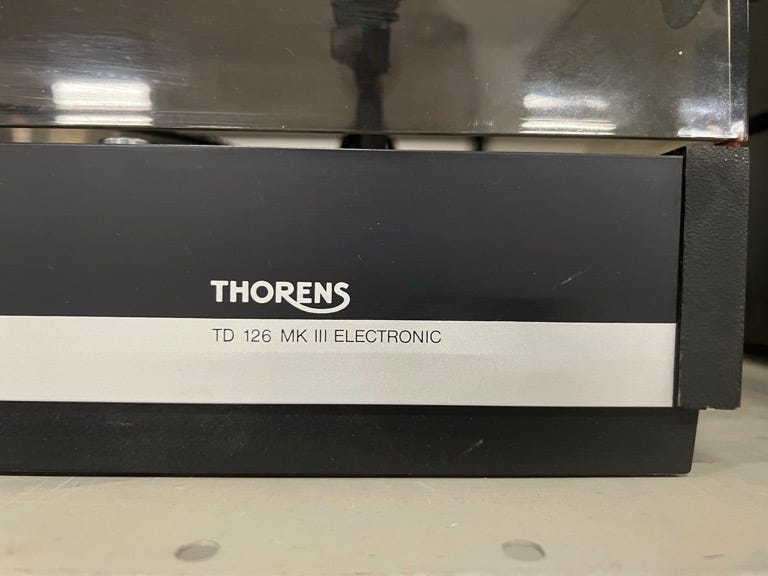 THORENS
TD 126 MK III ELECTRONIC